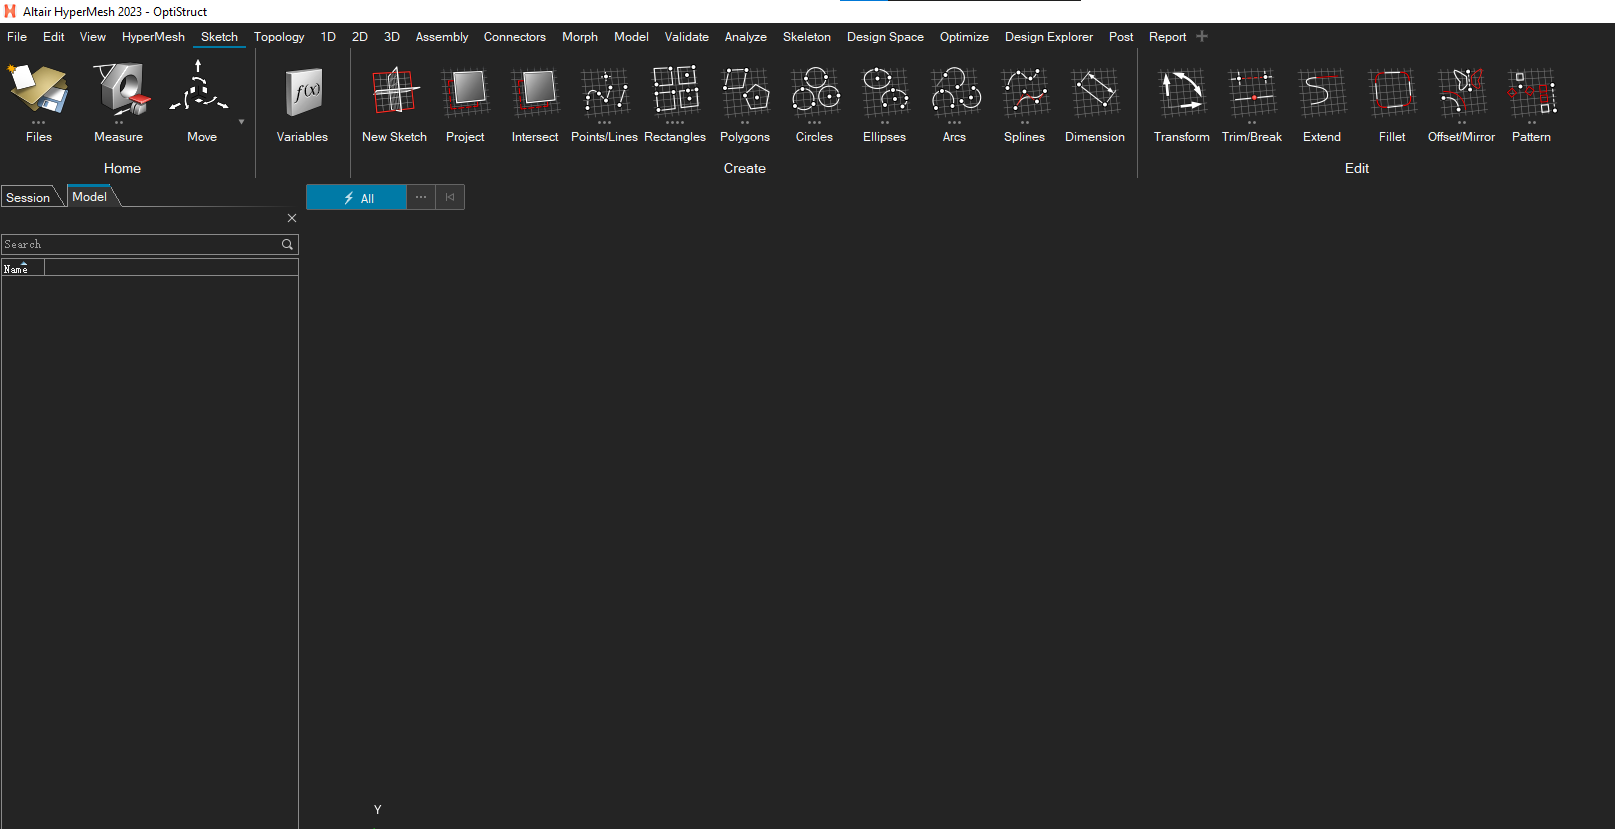 Altair HyperMesh 2023 - OptiStruct
File Edit View HyperMesh Sketch Topology 1D 2D 3D Assembly Connectors Morph Model Validate Analyze Skeleton Design Space Optimize Design Explorer Post Report
f(x)
Files Measure Move Variables New Sketch Project Intersect Points/Lines Rectangles Polygons Circles Ellipses Arcs Splines Dimension Transform Trim/Break Extend Fillet Offset/Mirror Pattern
Home Create Edit
Session Model All
Search
Name
Y